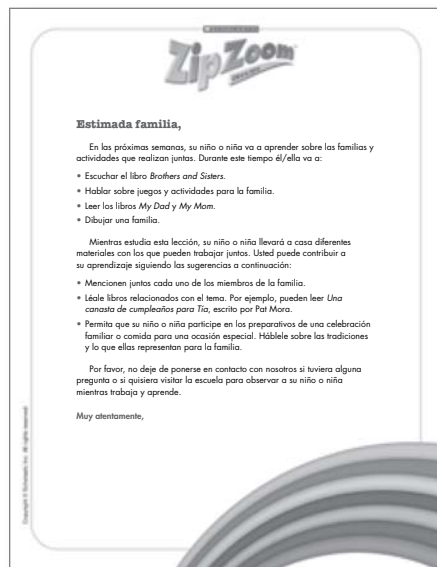 SCHOLASTIC
Zip Zoom
ENGLISH
Estimada familia,
En las próximas semanas, su niño o niña va a aprender sobre las familias y
actividades que realizan juntas. Durante este tiempo él/ella va a:
• Escuchar el libro Brothers and Sisters.
• Hablar sobre juegos y actividades para la familia.
• Leer los libros My Dad y My Mom.
• Dibujar una familia.
Mientras estudia esta lección, su niño o niña llevará a casa diferentes
materiales con los que pueden trabajar juntos. Usted puede contribuir a
su aprendizaje siguiendo las sugerencias a continuación:
• Mencionen juntos cada uno de los miembros de la familia.
• Léale libros relacionados con el tema. Por ejemplo, pueden leer Una
canasta de cumpleaños para Tía, escrito por Pat Mora.
• Permita que su niño o niña participe en los preparativos de una celebración
familiar o comida para una ocasión especial. Háblele sobre las tradiciones
y lo que ellas representan para la familia.
Por favor, no deje de ponerse en contacto con nosotros si tuviera alguna
pregunta o si quisiera visitar la escuela para observar a su niño o niña
mientras trabaja y aprende.
Muy atentamente,
Copyright © Scholastic Inc. All rights reserved.